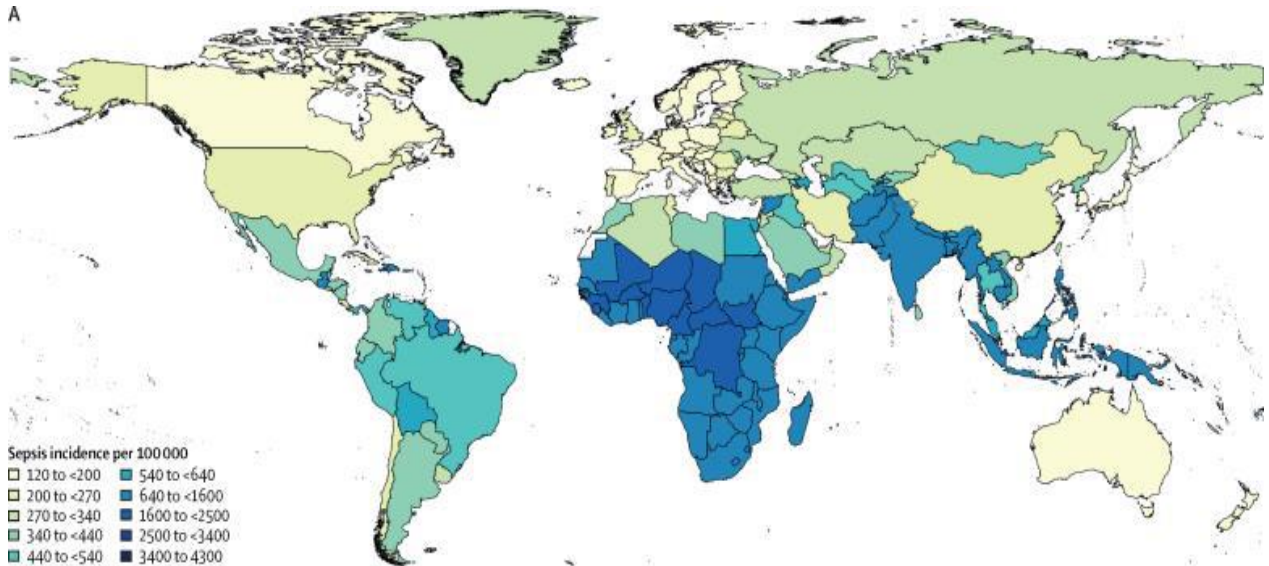 A
Sepsis incidence per 100 000
120 to <200
200 to <270
270 to <340
340 to <440
440 to <540
540 to <640
640 to <1600
1600 to <2500
2500 to <3400
3400 to 4300